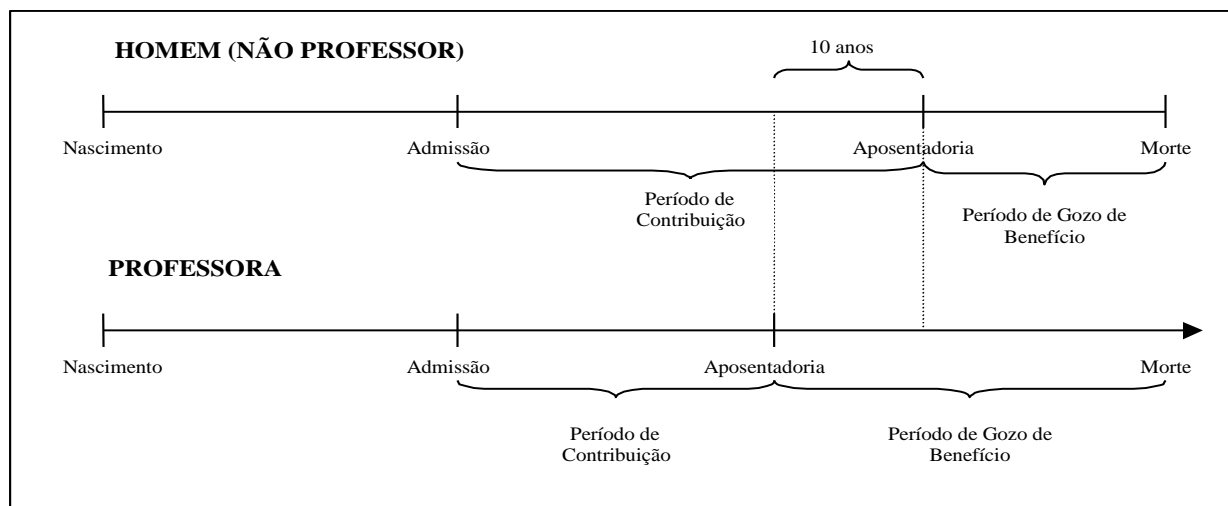 HOMEM (NÃO PROFESSOR)
10 anos
Nascimento
Admissão
Aposentadoria
Morte
Período de
Contribuição
Período de Gozo de
Benefício
PROFESSORA
Nascimento
Admissão
Aposentadoria
Morte
Período de
Contribuição
Período de Gozo de
Benefício